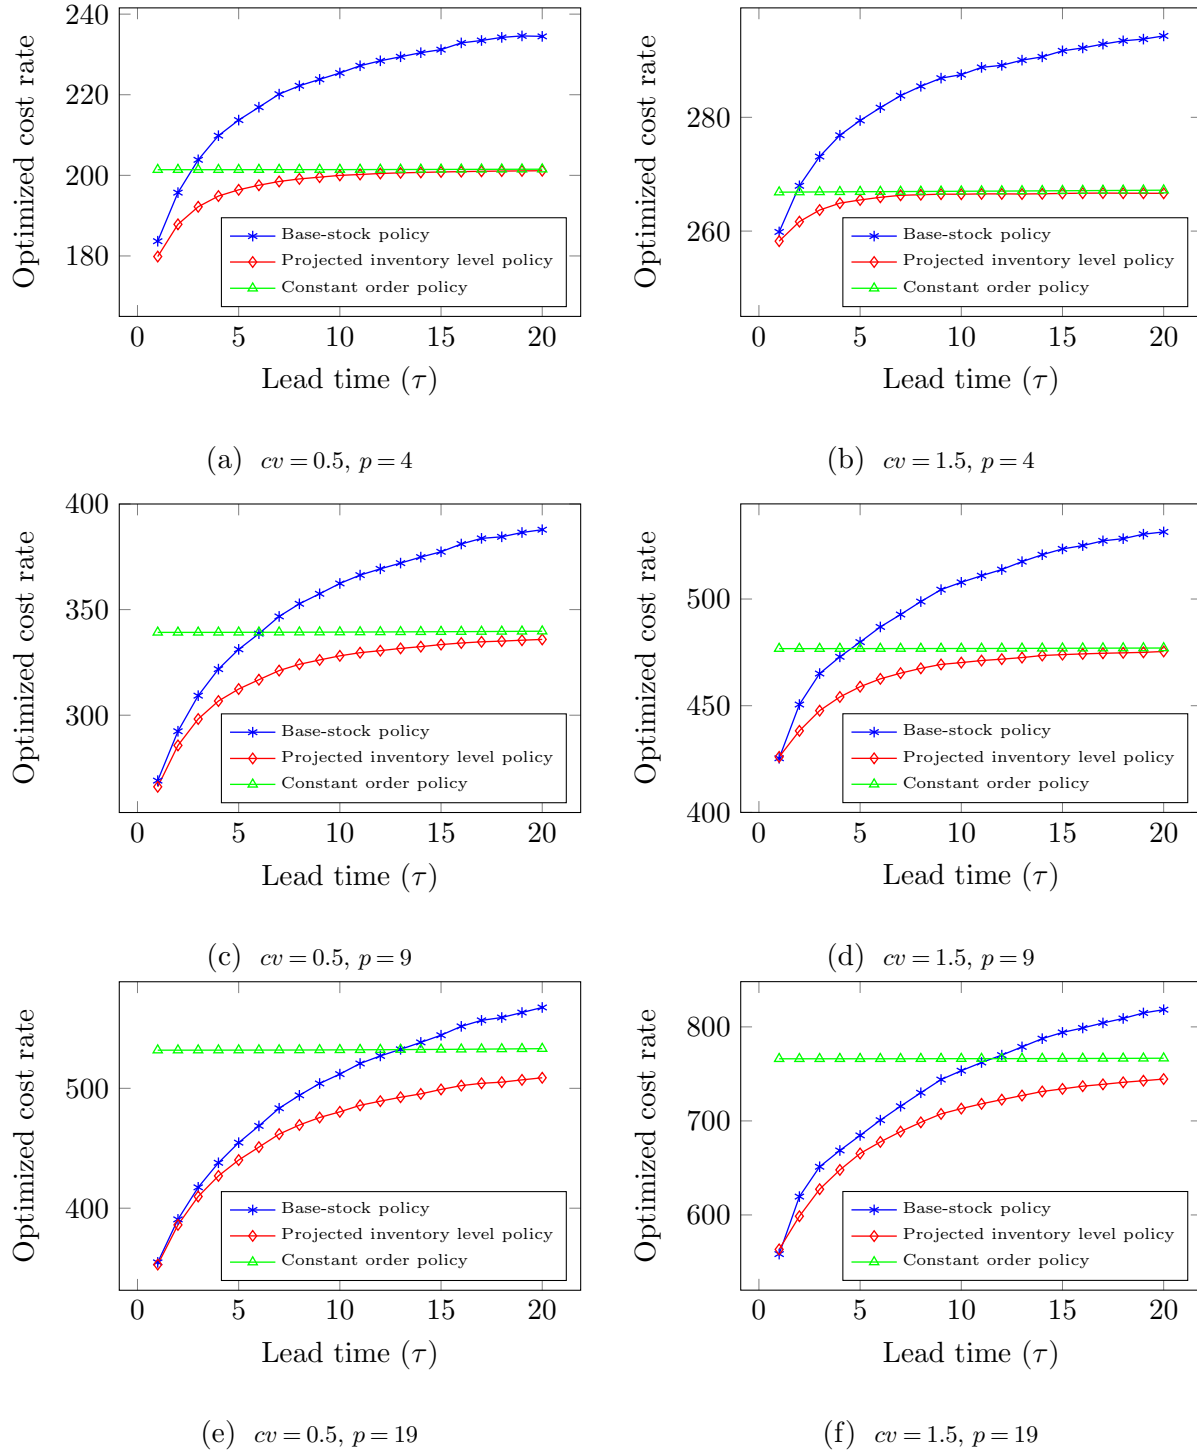 240
220
200
180
Optimized cost rate
Base-stock policy
Projected inventory level policy
Constant order policy
0 5 10 15 20
Lead time (τ)
(a) cv = 0.5, p = 4
280
260
Optimized cost rate
Base-stock policy
Projected inventory level policy
Constant order policy
0 5 10 15 20
Lead time (τ)
(b) cv = 1.5, p = 4
400
350
300
Optimized cost rate
Base-stock policy
Projected inventory level policy
Constant order policy
0 5 10 15 20
Lead time (τ)
(c) cv = 0.5, p = 9
500
450
400
Optimized cost rate
Base-stock policy
Projected inventory level policy
Constant order policy
0 5 10 15 20
Lead time (τ)
(d) cv = 1.5, p = 9
500
400
Optimized cost rate
Base-stock policy
Projected inventory level policy
Constant order policy
0 5 10 15 20
Lead time (τ)
(e) cv = 0.5, p = 19
800
700
600
Optimized cost rate
Base-stock policy
Projected inventory level policy
Constant order policy
0 5 10 15 20
Lead time (τ)
(f) cv = 1.5, p = 19